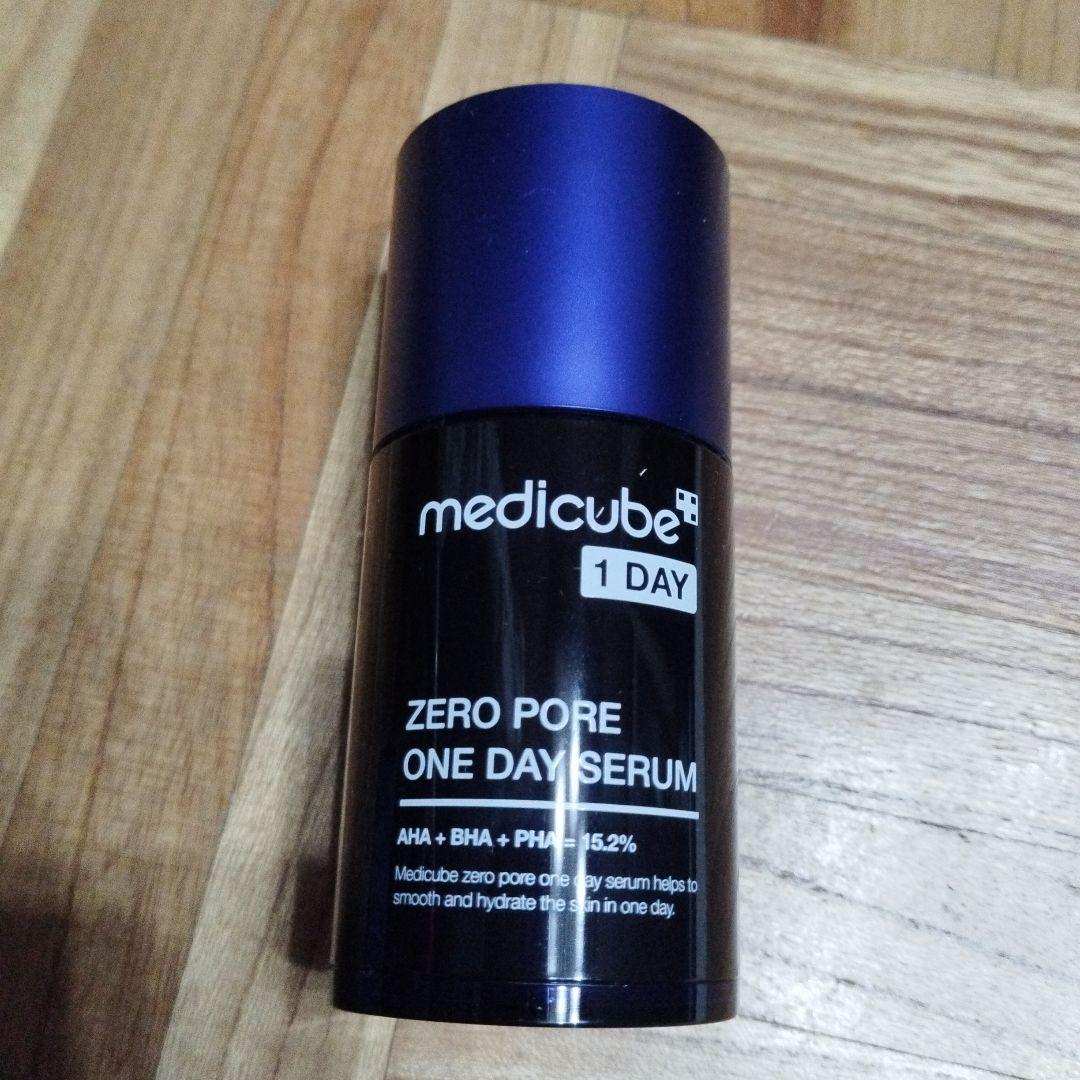 medicube
1 DAY
ZERO PORE
ONE DAY SERUM
AHA + BHA + PHA = 15.2%
Medicube zero pore one day serum helps to
smooth and hydrate the skin in one day.